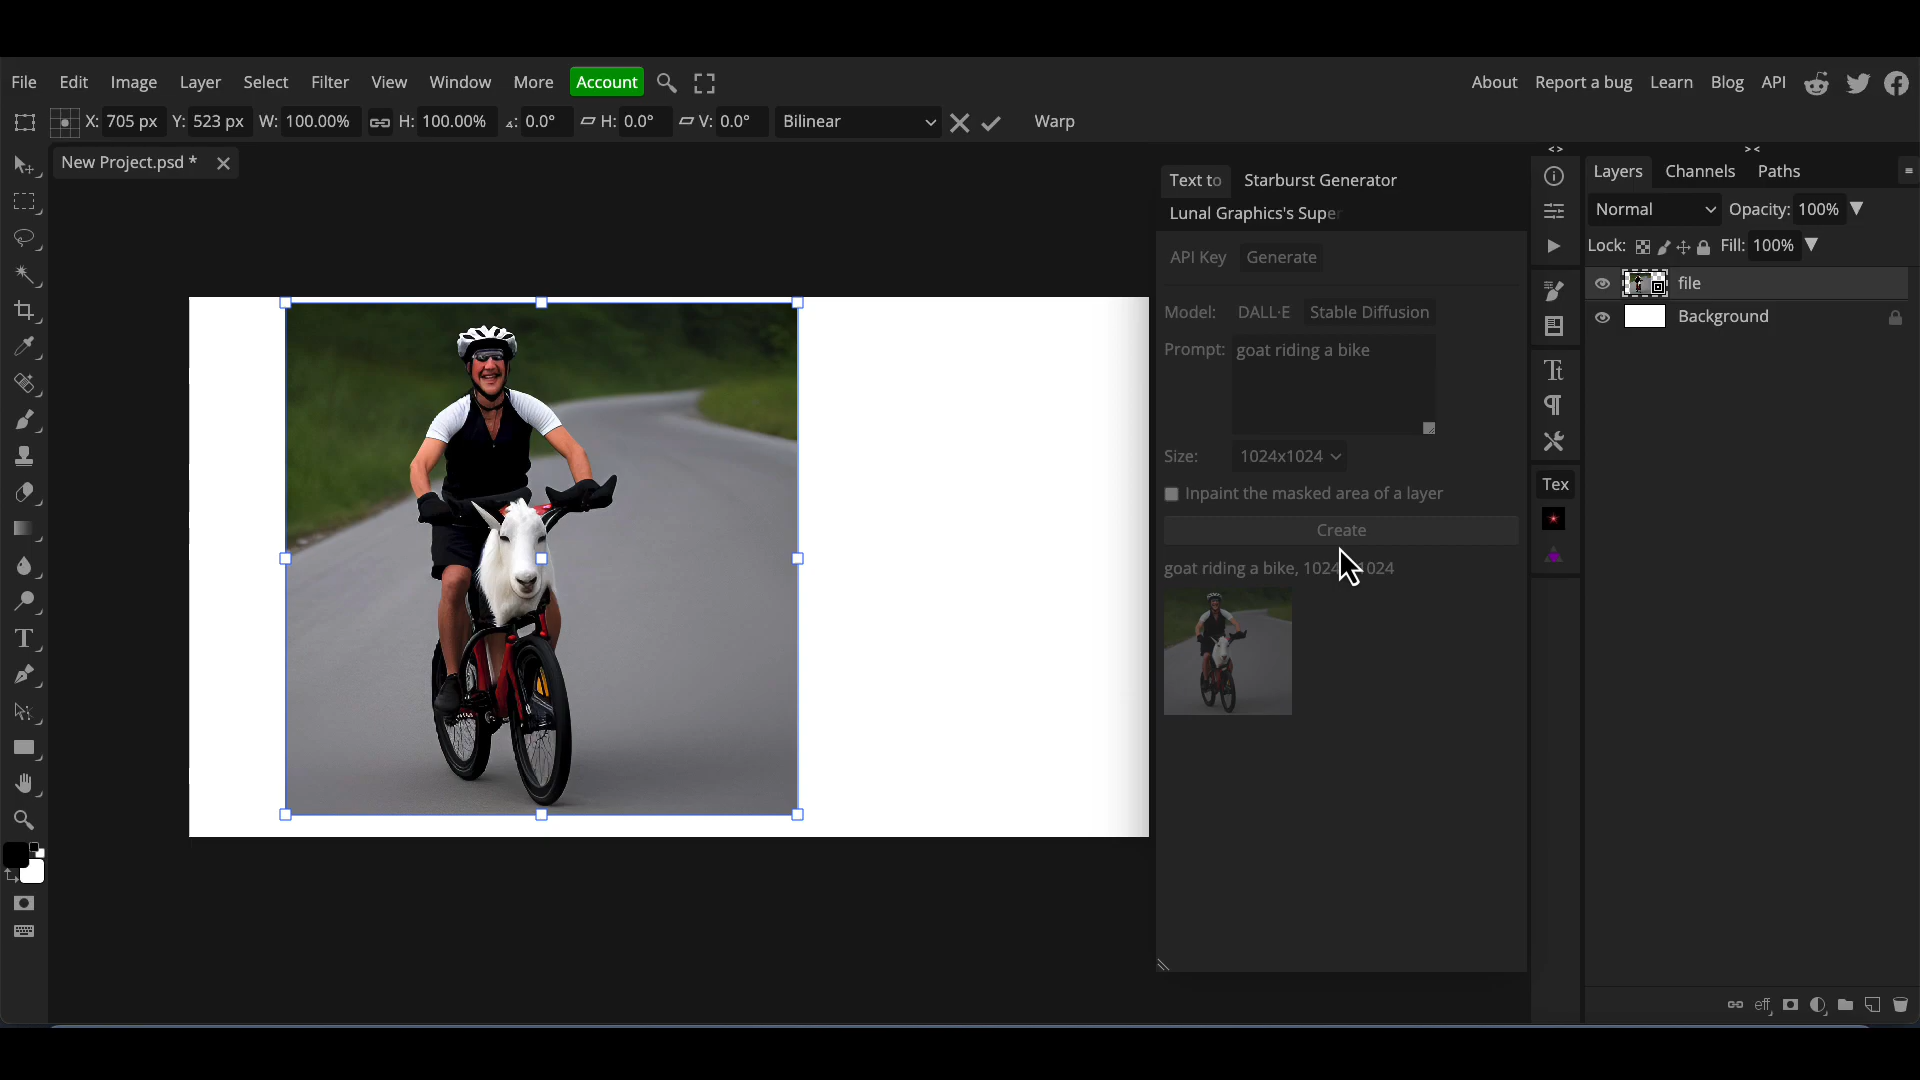 File Edit Image Layer Select Filter View Window More Account About Report a bug Learn Blog API
X: 705 px Y: 523 px W: 100.00% H: 100.00% ∡: 0.0° H: 0.0° V: 0.0° Bilinear Warp
New Project.psd *
Text to Starburst Generator
Lunal Graphics's Super
API Key Generate
Model: DALL·E Stable Diffusion
Prompt: goat riding a bike
Size: 1024x1024
Inpaint the masked area of a layer
Create
goat riding a bike, 1024 1024
Tex
Layers Channels Paths
Normal Opacity: 100%
Lock: Fill: 100%
file
Background
eff